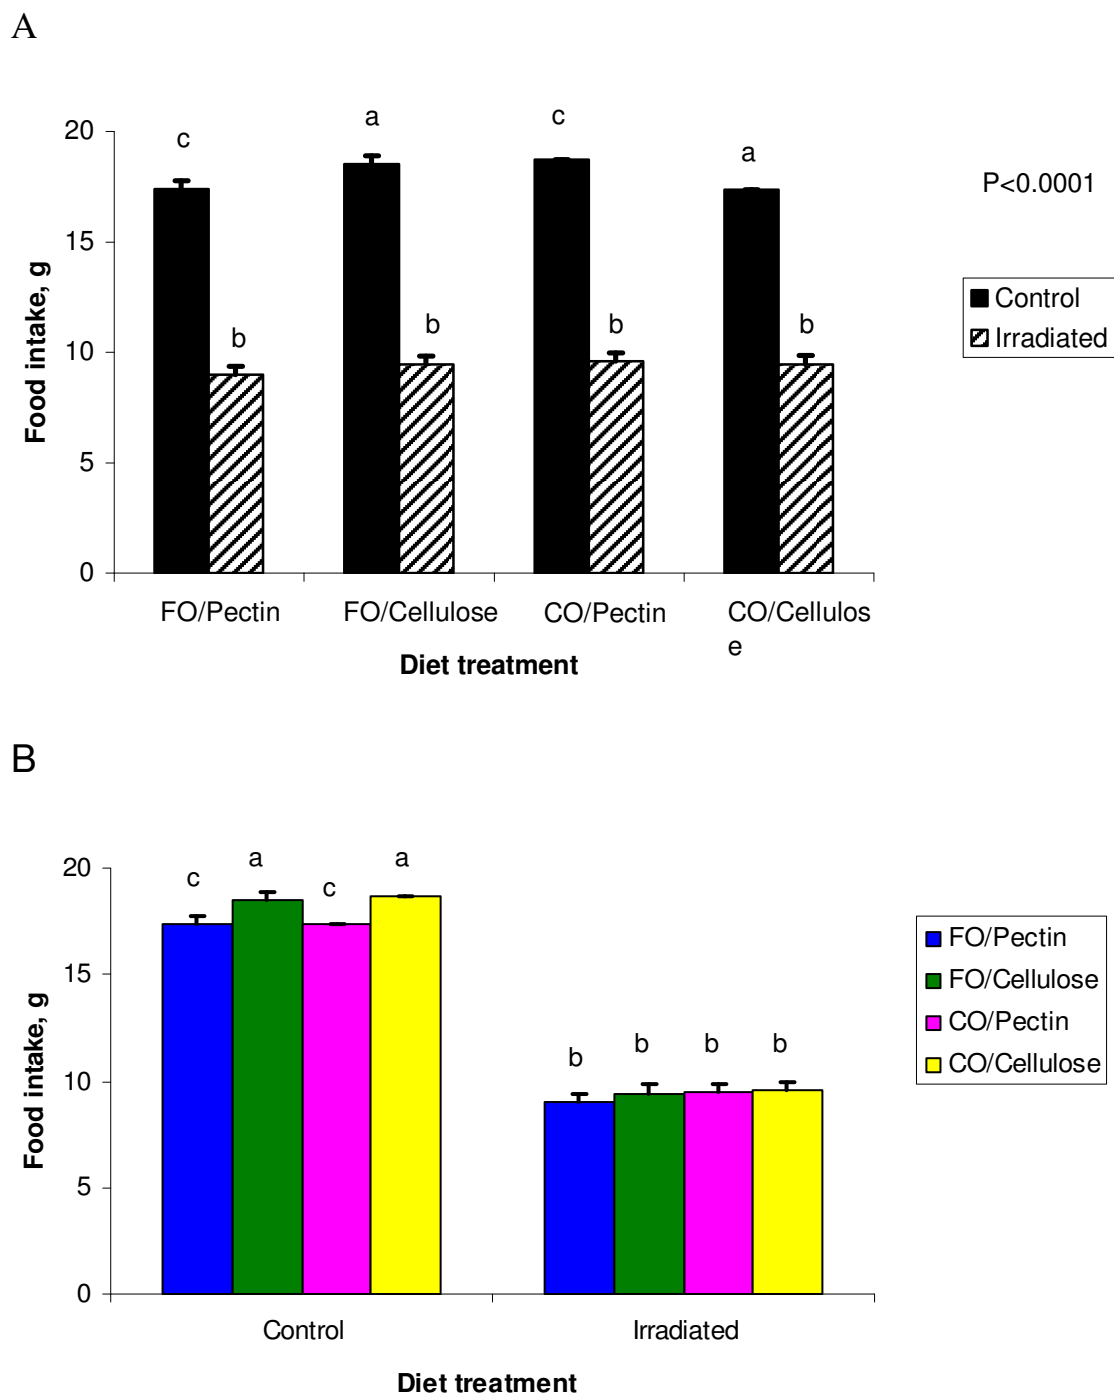 A
c
a
c
a
b
b
b
b
20
15
10
5
0
Food intake, g
P<0.0001
Control
Irradiated
FO/Pectin
FO/Cellulose
CO/Pectin
CO/Cellulos
e
Diet treatment
B
c
a
c
a
b
b
b
b
20
15
10
5
0
Food intake, g
FO/Pectin
FO/Cellulose
CO/Pectin
CO/Cellulose
Control
Irradiated
Diet treatment